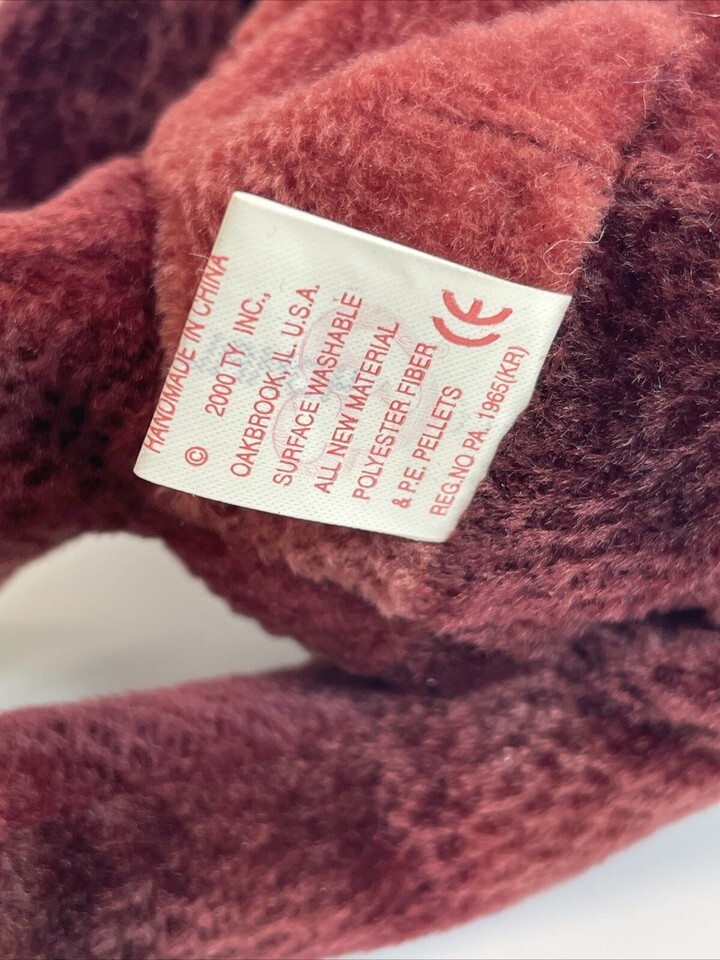 HANDMADE IN CHINA
© 2000 TY INC.,
OAKBROOK, IL. U.S.A.
SURFACE WASHABLE
ALL NEW MATERIAL
POLYESTER FIBER
& P.E. PELLETS
REG.NO PA. 1965(KR)
CE